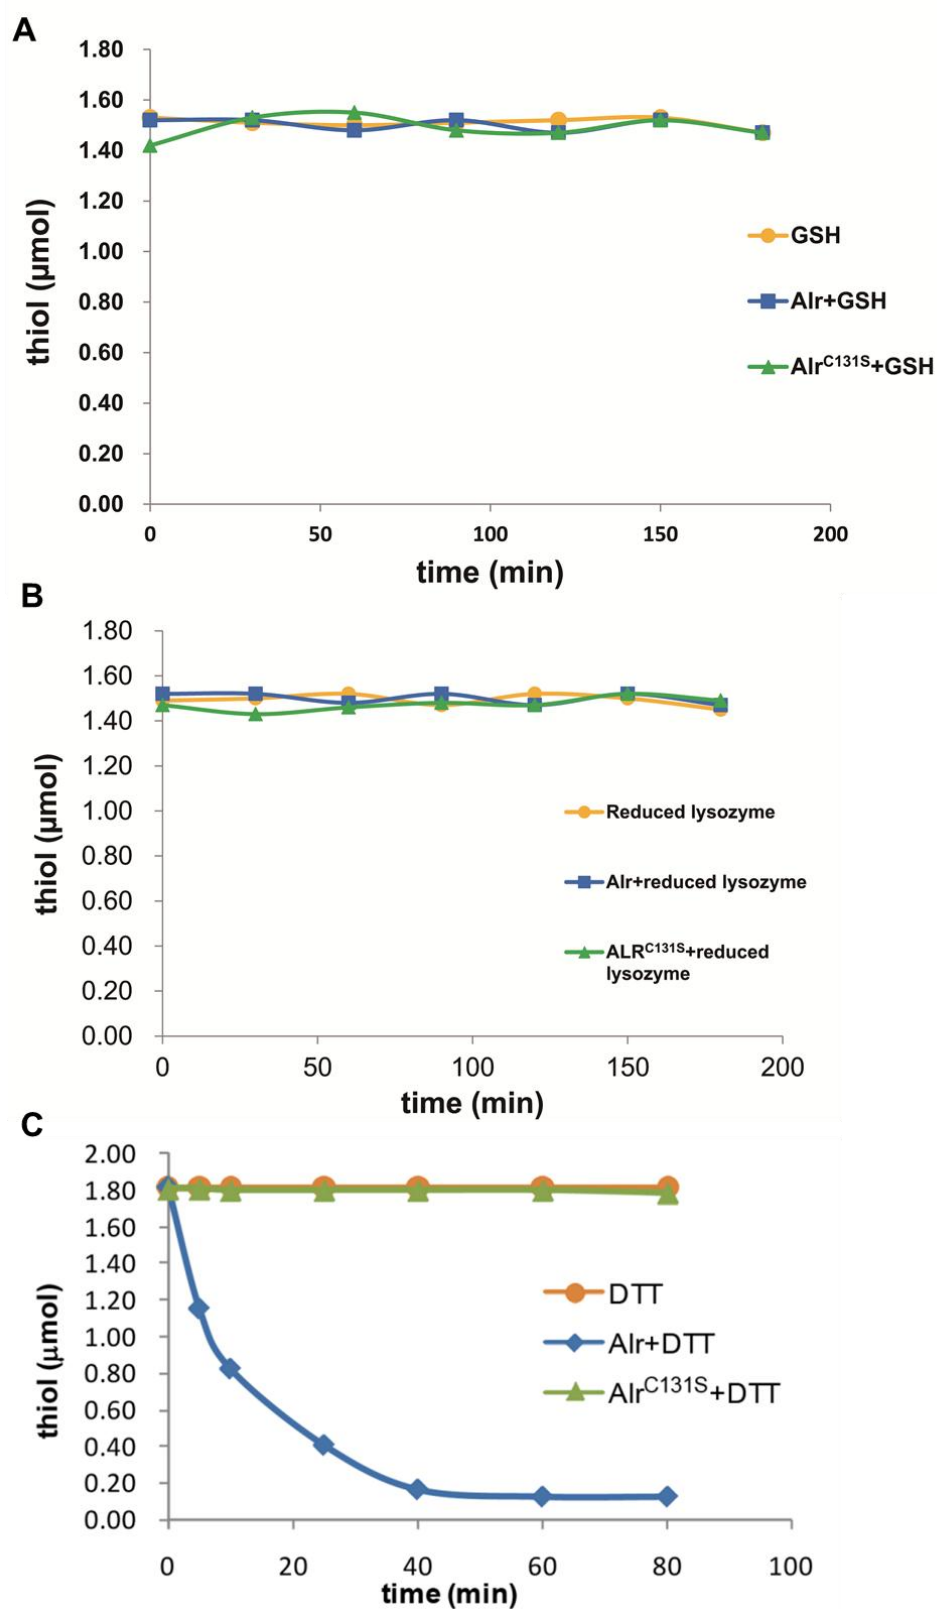 A
1.80
1.60
1.40
1.20
1.00
0.80
0.60
0.40
0.20
0.00
thiol (µmol)
0 50 100 150 200
time (min)
GSH
Alr+GSH
AlrC131S+GSH
B
1.80
1.60
1.40
1.20
1.00
0.80
0.60
0.40
0.20
0.00
thiol (µmol)
0 50 100 150 200
time (min)
Reduced lysozyme
Alr+reduced lysozyme
ALRC131S+reduced
lysozyme
C
2.00
1.80
1.60
1.40
1.20
1.00
0.80
0.60
0.40
0.20
0.00
thiol (µmol)
0 20 40 60 80 100
time (min)
DTT
Alr+DTT
AlrC131S+DTT